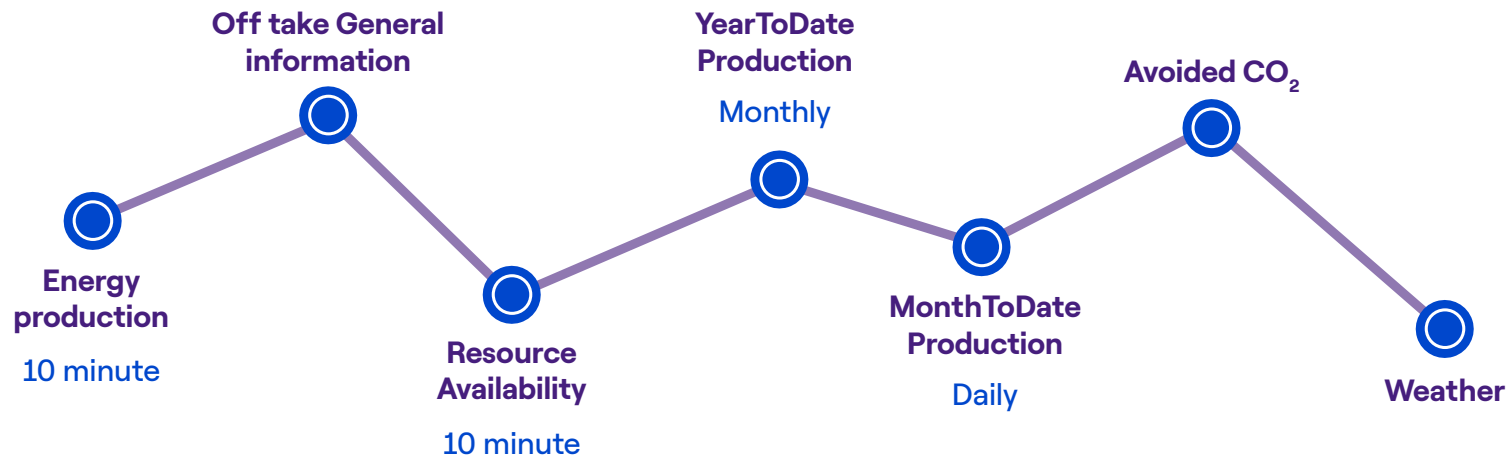 Off take General
information
YearToDate
Production
Monthly
Avoided CO₂
Energy
production
10 minute
Resource
Availability
10 minute
MonthToDate
Production
Daily
Weather